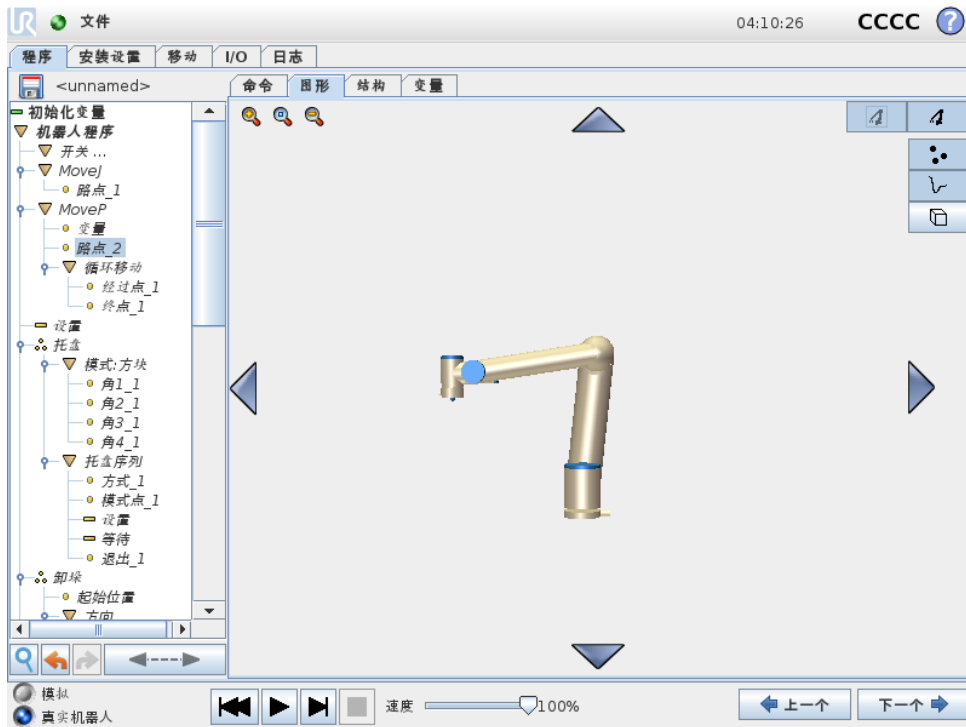 UR 文件 04:10:26 CCCC ?
程序 安装设置 移动 I/O 日志
<unnamed> 命令 图形 结构 变量
初始化变量
机器人程序
开关 ...
MoveJ
路点_1
MoveP
变量
路点_2
循环移动
经过点_1
终点_1
设置
托盘
模式:方块
角1_1
角2_1
角3_1
角4_1
托盘序列
方式_1
模式点_1
设置
等待
退出_1
卸垛
起始位置
方向
模拟
真实机器人
速度 100% 上一个 下一个